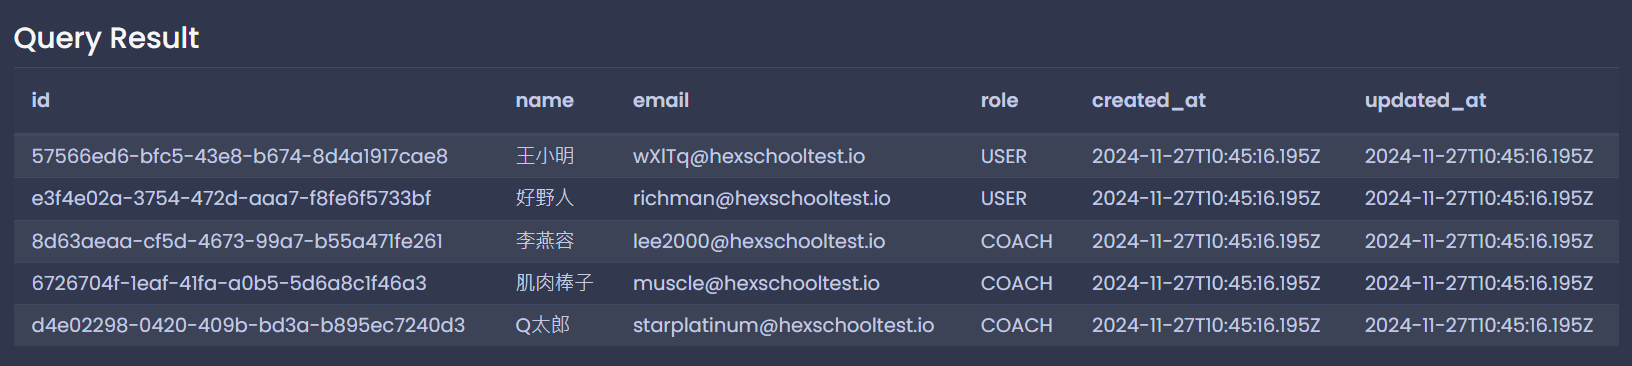 Query Result
id name email role created_at updated_at
57566ed6-bfc5-43e8-b674-8d4a1917cae8 王小明 wXlTq@hexschooltest.io USER 2024-11-27T10:45:16.195Z 2024-11-27T10:45:16.195Z
e3f4e02a-3754-472d-aaa7-f8fe6f5733bf 好野人 richman@hexschooltest.io USER 2024-11-27T10:45:16.195Z 2024-11-27T10:45:16.195Z
8d63aeaa-cf5d-4673-99a7-b55a471fe261 李燕容 lee2000@hexschooltest.io COACH 2024-11-27T10:45:16.195Z 2024-11-27T10:45:16.195Z
6726704f-1eaf-41fa-a0b5-5d6a8c1f46a3 肌肉棒子 muscle@hexschooltest.io COACH 2024-11-27T10:45:16.195Z 2024-11-27T10:45:16.195Z
d4e02298-0420-409b-bd3a-b895ec7240d3 Q太郎 starplatinum@hexschooltest.io COACH 2024-11-27T10:45:16.195Z 2024-11-27T10:45:16.195Z